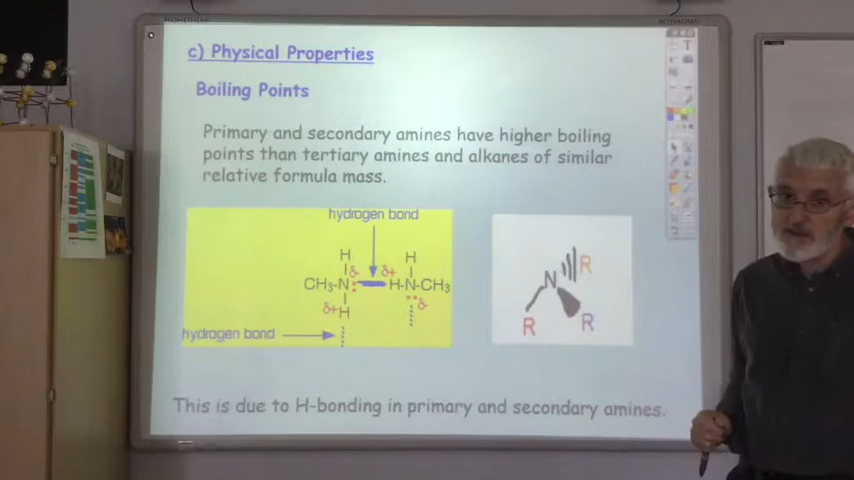 c) Physical Properties
Boiling Points
Primary and secondary amines have higher boiling
points than tertiary amines and alkanes of similar
relative formula mass.
hydrogen bond
H H
δ- δ+
CH₃-N H-N-CH₃
δ+ H δ-
hydrogen bond
N R
R R
This is due to H-bonding in primary and secondary amines.